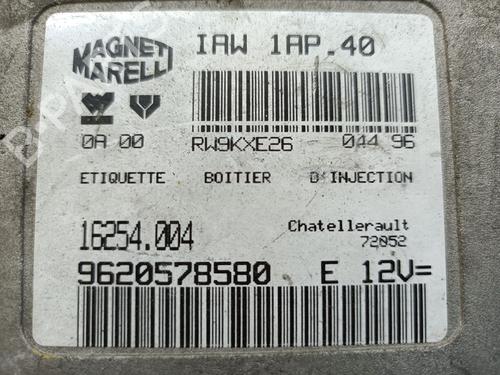 MAGNETI MARELLI
IAW 1AP.40
0A 00
RW9KXE26
044 96
ETIQUETTE BOITIER D'INJECTION
16254.004
Chatellerault
72052
9620578580 E 12V=